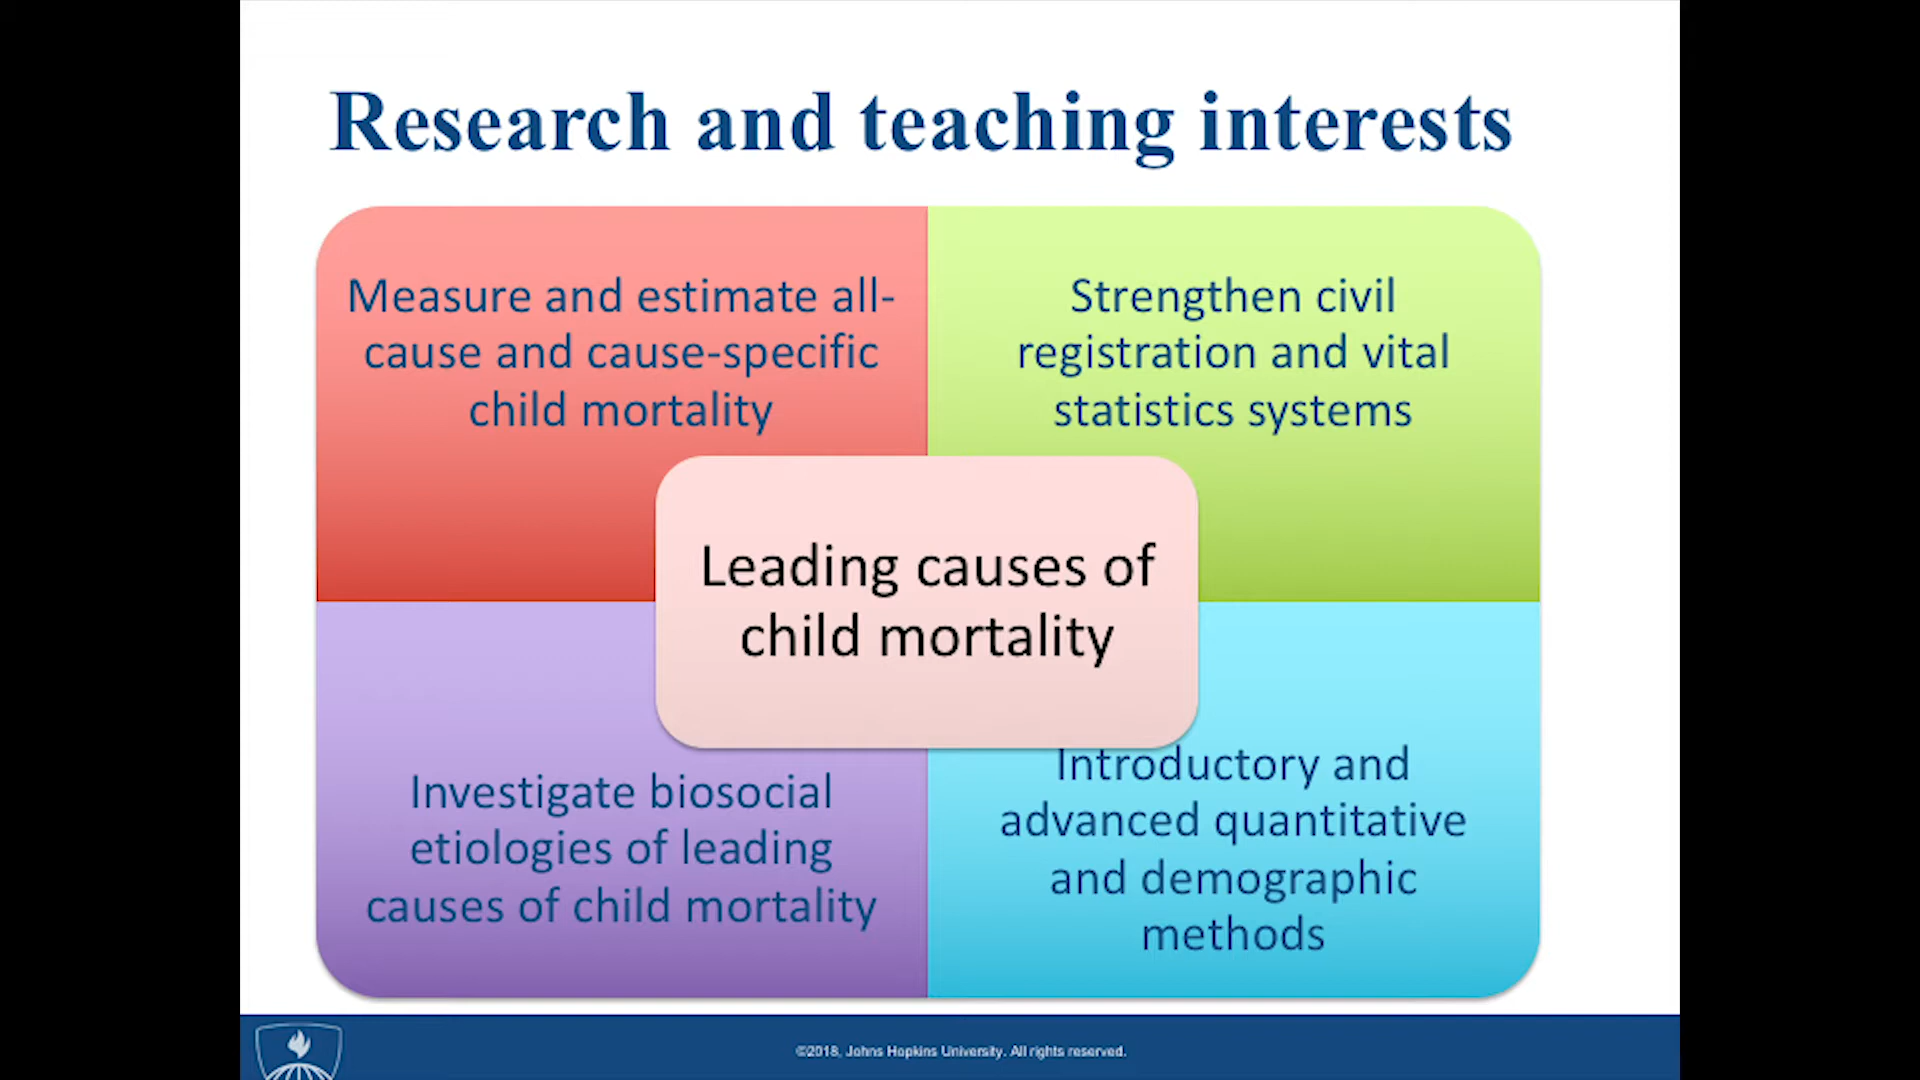 Research and teaching interests
Measure and estimate all-
cause and cause-specific
child mortality
Strengthen civil
registration and vital
statistics systems
Leading causes of
child mortality
Investigate biosocial
etiologies of leading
causes of child mortality
Introductory and
advanced quantitative
and demographic
methods
©2018, Johns Hopkins University. All rights reserved.